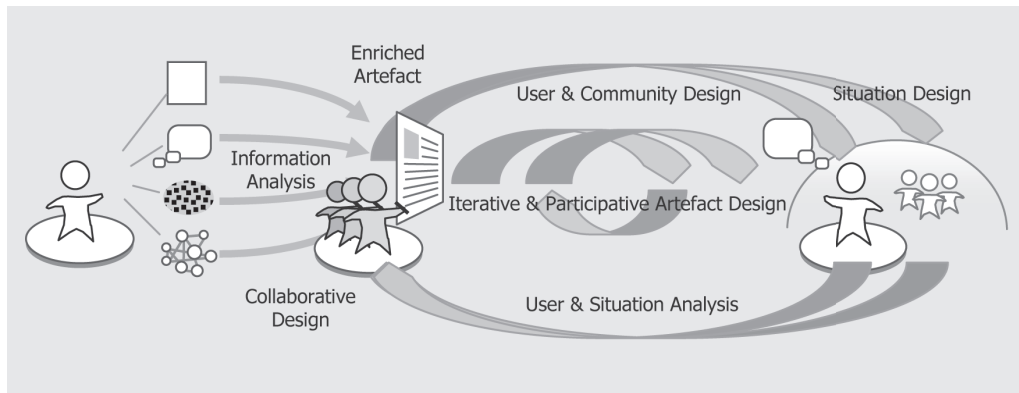 Enriched
Artefact
User & Community Design
Situation Design
Information
Analysis
Iterative & Participative Artefact Design
Collaborative
Design
User & Situation Analysis